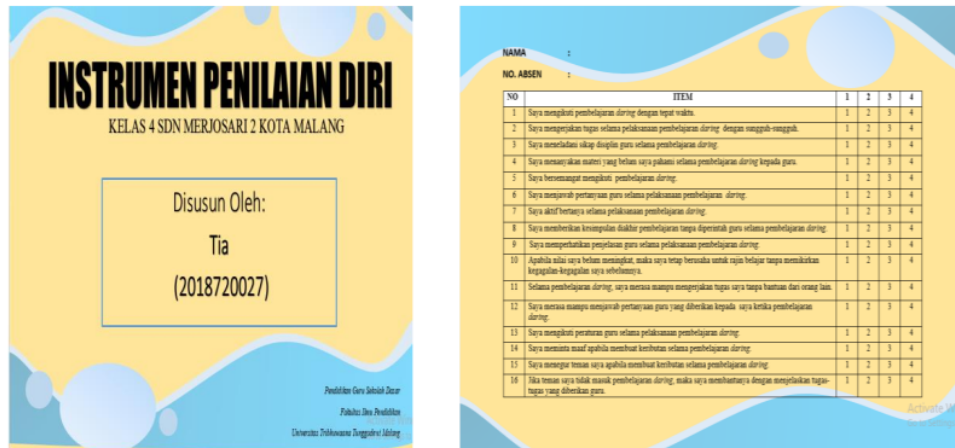 INSTRUMEN PENILAIAN DIRI
KELAS 4 SDN MERJOSARI 2 KOTA MALANG
Disusun Oleh:
Tia
(2018720027)
Pendidikan Guru Sekolah Dasar
Fakultas Ilmu Pendidikan
Universitas Tribhuwana Tunggadewi Malang
NAMA :
NO. ABSEN :
NO ITEM 1 2 3 4
1 Saya mengikuti pembelajaran daring dengan tepat waktu. 1 2 3 4
2 Saya mengerjakan tugas selama pelaksanaan pembelajaran daring dengan sungguh-sungguh. 1 2 3 4
3 Saya meneladani sikap disiplin guru selama pembelajaran daring. 1 2 3 4
4 Saya menanyakan materi yang belum saya pahami selama pembelajaran daring kepada guru. 1 2 3 4
5 Saya bersemangat mengikuti pembelajaran daring. 1 2 3 4
6 Saya menjawab pertanyaan guru selama pelaksanaan pembelajaran daring. 1 2 3 4
7 Saya aktif bertanya selama pelaksanaan pembelajaran daring. 1 2 3 4
8 Saya memberikan kesimpulan diakhir pembelajaran tanpa diperintah guru selama pembelajaran daring. 1 2 3 4
9 Saya memperhatikan penjelasan guru selama pelaksanaan pembelajaran daring. 1 2 3 4
10 Apabila nilai saya belum meningkat, maka saya tetap berusaha untuk rajin belajar tanpa memikirkan 1 2 3 4
kegagalan-kegagalan saya sebelumnya.
11 Selama pembelajaran daring, saya merasa mampu mengerjakan tugas saya tanpa bantuan dari orang lain. 1 2 3 4
12 Saya merasa mampu menjawab pertanyaan guru yang diberikan kepada saya ketika pembelajaran 1 2 3 4
daring.
13 Saya mengikuti peraturan guru selama pelaksanaan pembelajaran daring. 1 2 3 4
14 Saya meminta maaf apabila membuat keributan selama pembelajaran daring. 1 2 3 4
15 Saya menegur teman saya apabila membuat keributan selama pembelajaran daring. 1 2 3 4
16 Jika teman saya tidak masuk pembelajaran daring, maka saya membantunya dengan menjelaskan tugas- 1 2 3 4
tugas yang diberikan guru.
Activate